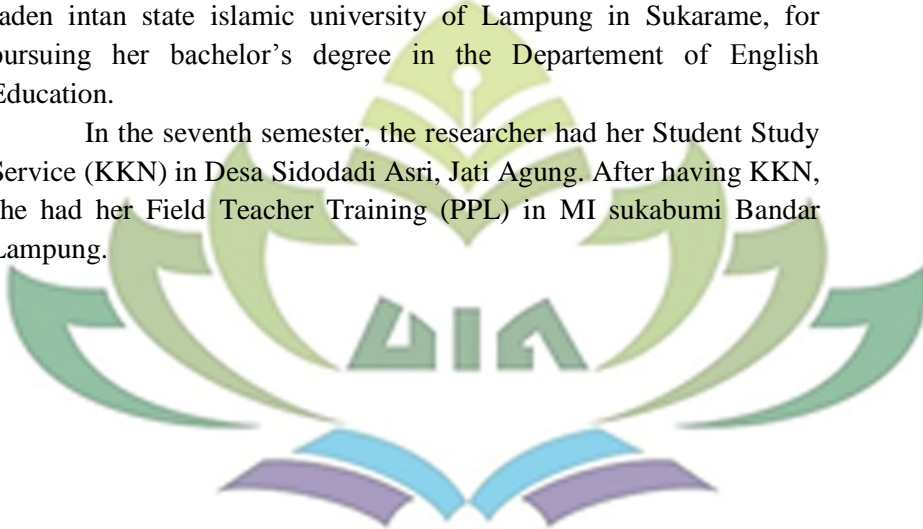 aden intan state islamic university of Lampung in Sukarame, for
pursuing her bachelor's degree in the Departement of English
Education.
In the seventh semester, the researcher had her Student Study
Service (KKN) in Desa Sidodadi Asri, Jati Agung. After having KKN,
she had her Field Teacher Training (PPL) in MI sukabumi Bandar
Lampung.
UIN